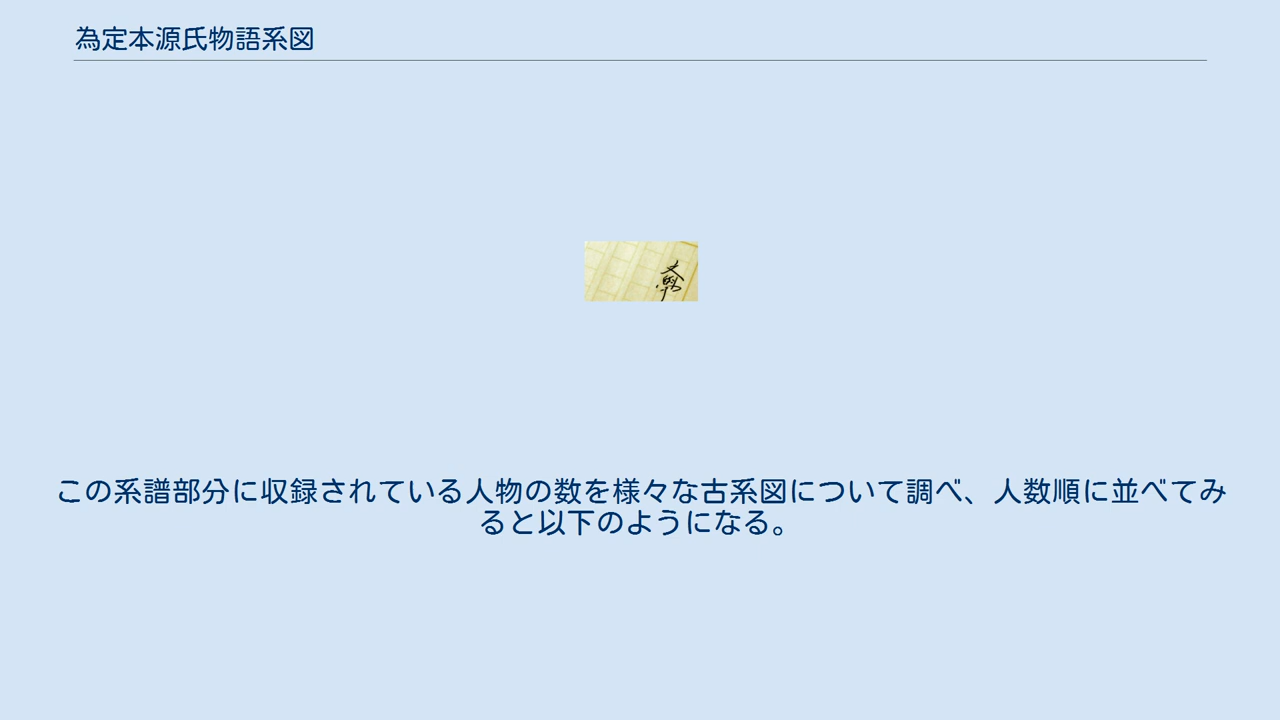 為定本源氏物語系図
この系譜部分に収録されている人物の数を様々な古系図について調べ、人数順に並べてみ
ると以下のようになる。